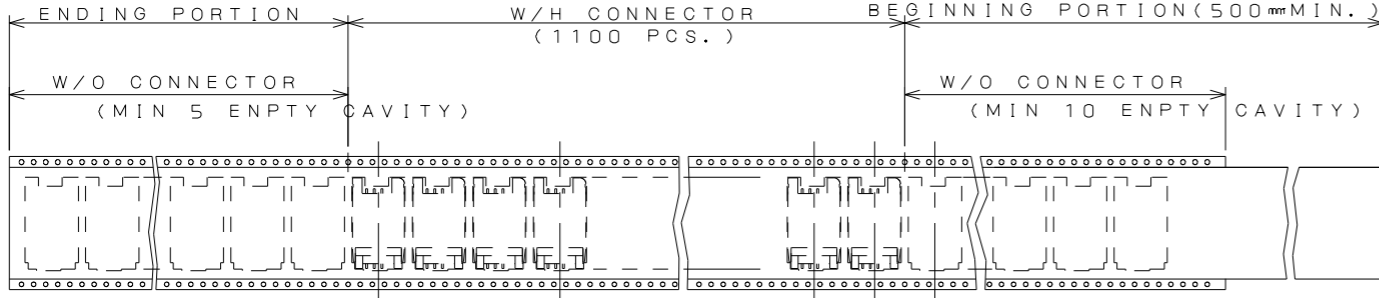 ENDING PORTION
W/H CONNECTOR
(1100 PCS.)
BEGINNING PORTION(500mmMIN.)
W/O CONNECTOR
(MIN 5 ENPTY CAVITY)
W/O CONNECTOR
(MIN 10 ENPTY CAVITY)